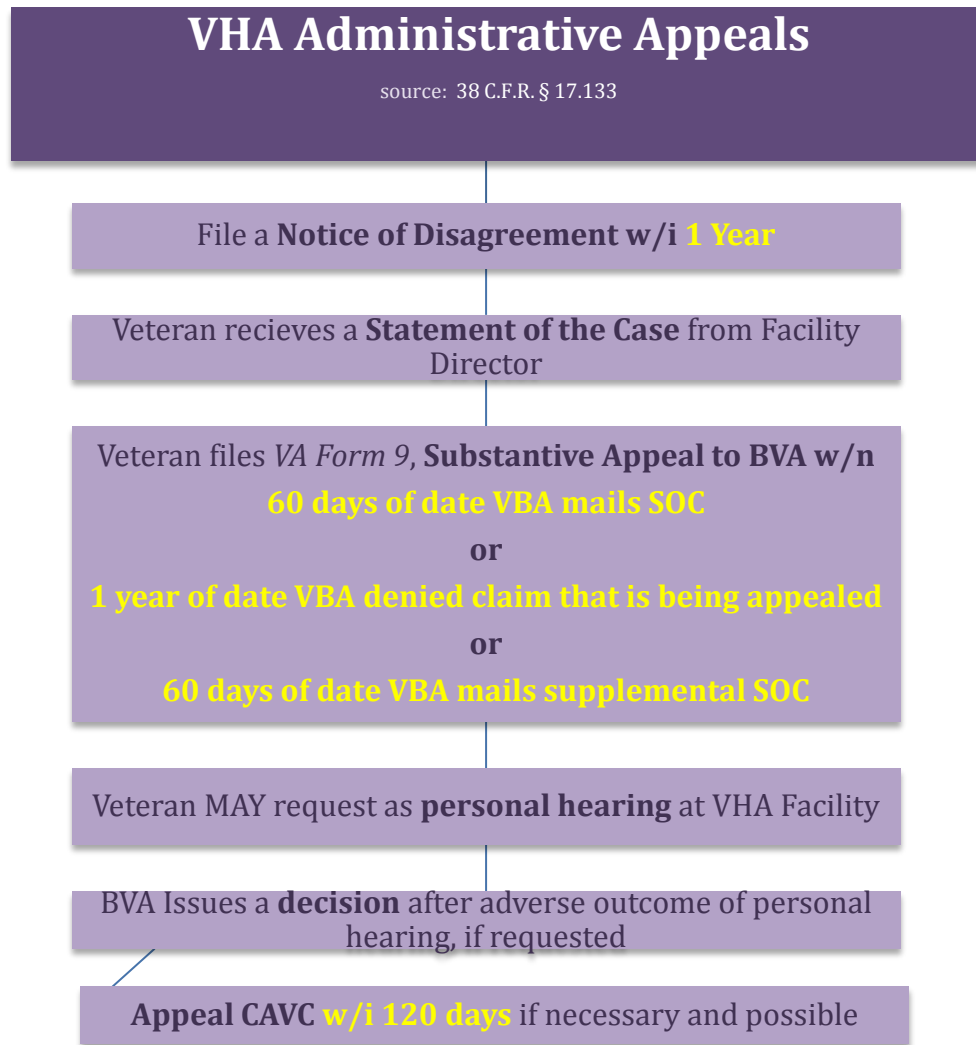 VHA Administrative Appeals
source: 38 C.F.R. § 17.133
File a Notice of Disagreement w/i 1 Year
Veteran recieves a Statement of the Case from Facility
Director
Veteran files VA Form 9, Substantive Appeal to BVA w/n
60 days of date VBA mails SOC
or
1 year of date VBA denied claim that is being appealed
or
60 days of date VBA mails supplemental SOC
Veteran MAY request as personal hearing at VHA Facility
BVA Issues a decision after adverse outcome of personal
hearing, if requested
Appeal CAVC w/i 120 days if necessary and possible